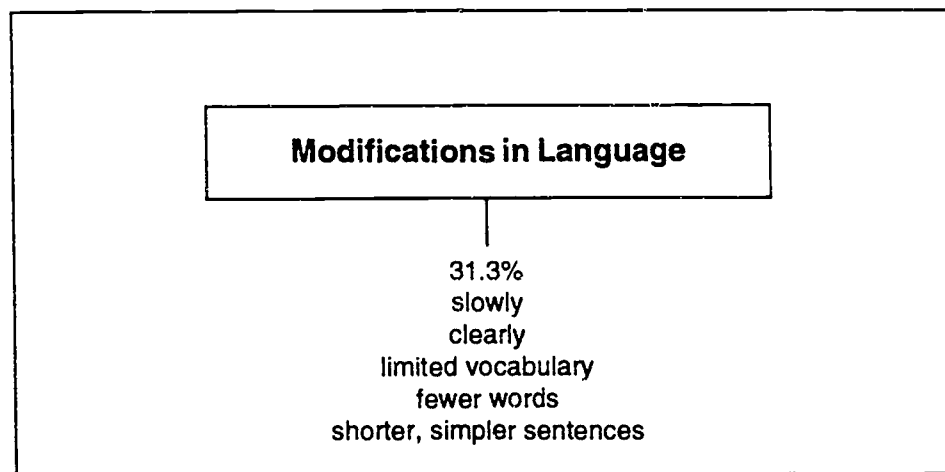 Modifications in Language
31.3%
slowly
clearly
limited vocabulary
fewer words
shorter, simpler sentences